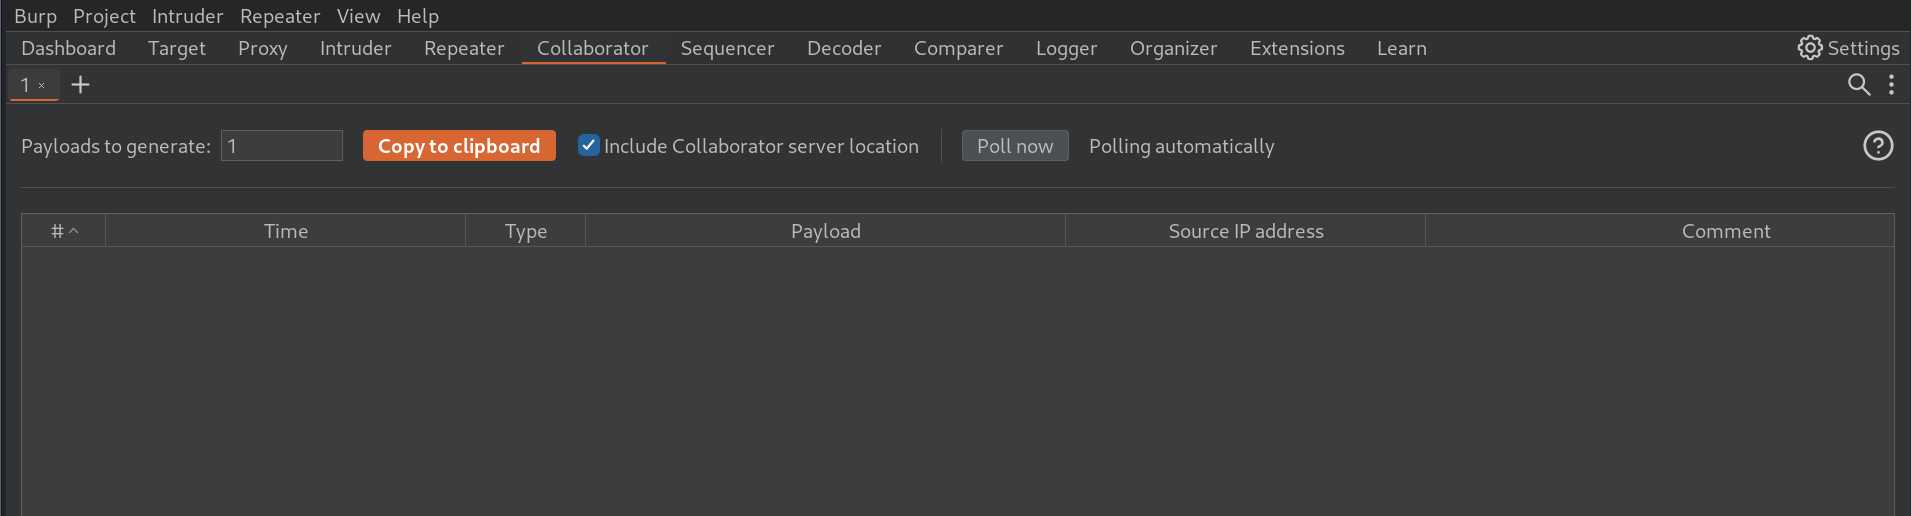 Burp Project Intruder Repeater View Help
Dashboard Target Proxy Intruder Repeater Collaborator Sequencer Decoder Comparer Logger Organizer Extensions Learn Settings
1 × +
Payloads to generate: 1 Copy to clipboard Include Collaborator server location Poll now Polling automatically ?
# Time Type Payload Source IP address Comment